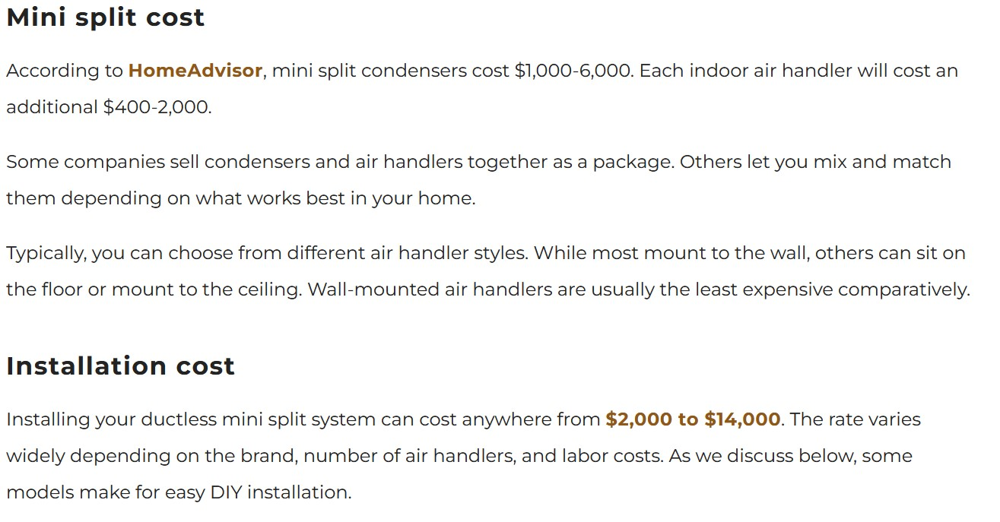 Mini split cost
According to HomeAdvisor, mini split condensers cost $1,000-6,000. Each indoor air handler will cost an
additional $400-2,000.
Some companies sell condensers and air handlers together as a package. Others let you mix and match
them depending on what works best in your home.
Typically, you can choose from different air handler styles. While most mount to the wall, others can sit on
the floor or mount to the ceiling. Wall-mounted air handlers are usually the least expensive comparatively.
Installation cost
Installing your ductless mini split system can cost anywhere from $2,000 to $14,000. The rate varies
widely depending on the brand, number of air handlers, and labor costs. As we discuss below, some
models make for easy DIY installation.